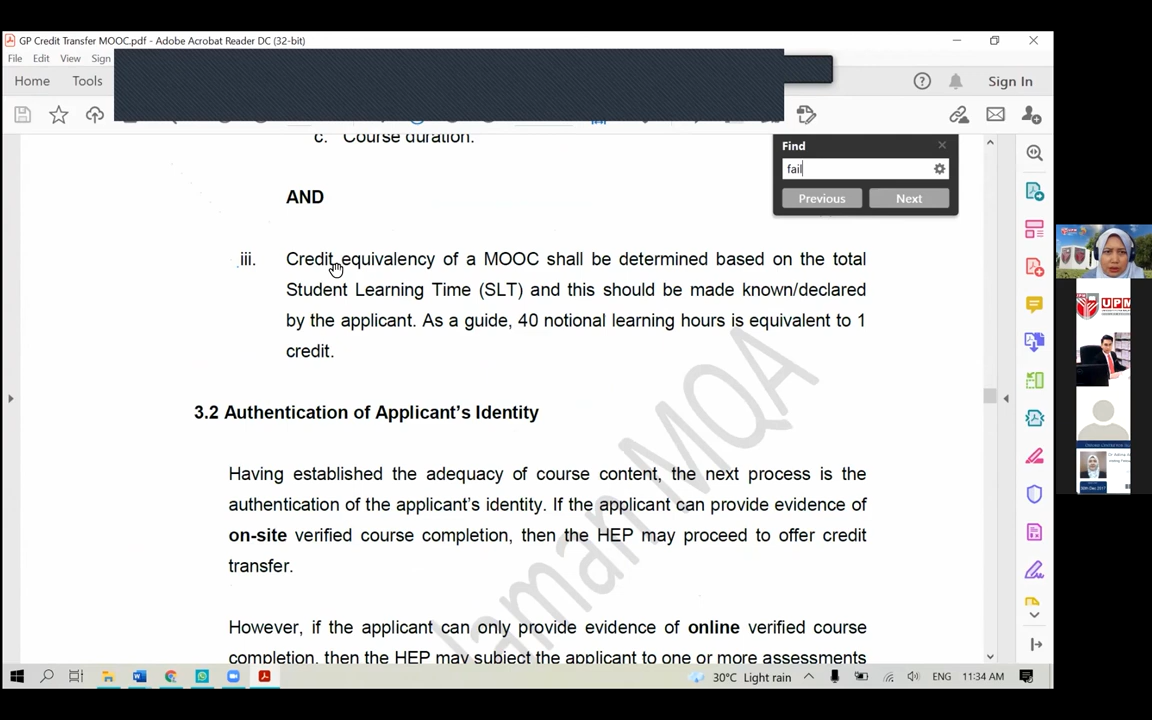 GP Credit Transfer MOOC.pdf - Adobe Acrobat Reader DC (32-bit)
File Edit View Sign
Home Tools
Sign In
c. Course duration.
Find
fail
Previous Next
AND
iii. Credit equivalency of a MOOC shall be determined based on the total
Student Learning Time (SLT) and this should be made known/declared
by the applicant. As a guide, 40 notional learning hours is equivalent to 1
credit.
3.2 Authentication of Applicant's Identity
Having established the adequacy of course content, the next process is the
authentication of the applicant's identity. If the applicant can provide evidence of
on-site verified course completion, then the HEP may proceed to offer credit
transfer.
However, if the applicant can only provide evidence of online verified course
completion, then the HEP may subject the applicant to one or more assessments
laman MQA
UPM
30°C Light rain
ENG
11:34 AM